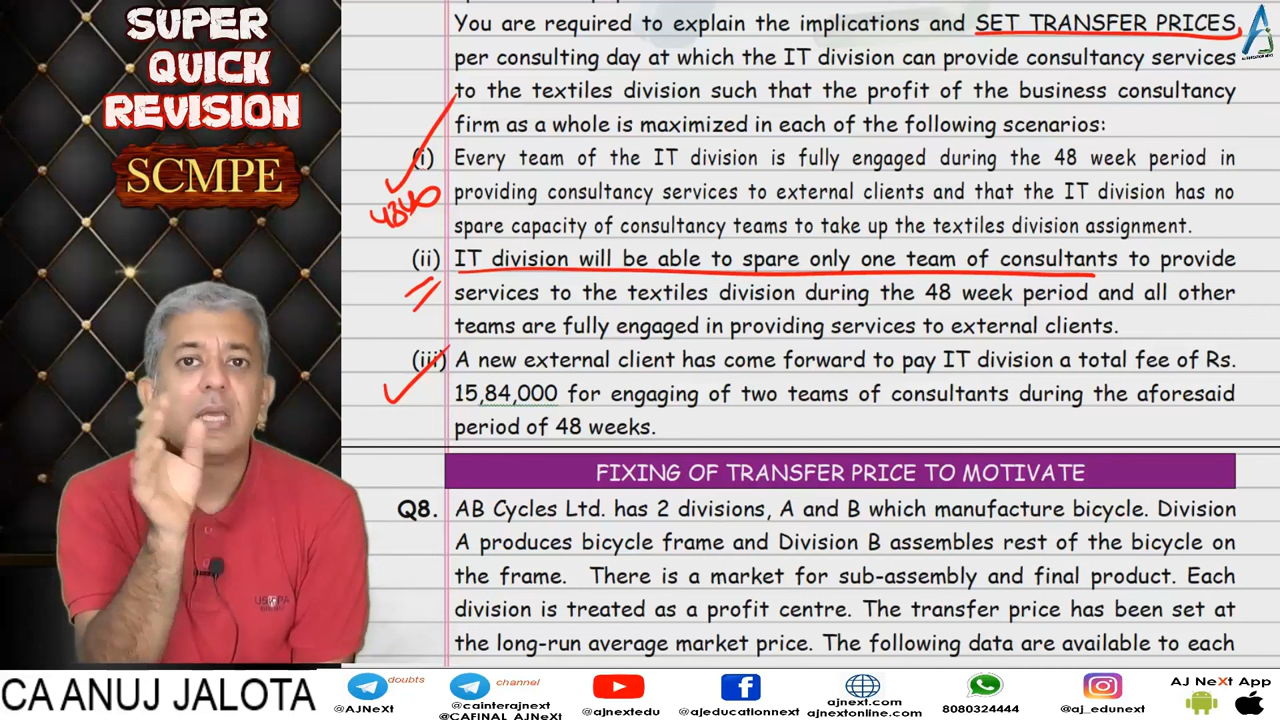 SUPER
QUICK
REVISION
SCMPE
You are required to explain the implications and SET TRANSFER PRICES
per consulting day at which the IT division can provide consultancy services
to the textiles division such that the profit of the business consultancy
firm as a whole is maximized in each of the following scenarios:
(i) Every team of the IT division is fully engaged during the 48 week period in
providing consultancy services to external clients and that the IT division has no
spare capacity of consultancy teams to take up the textiles division assignment.
(ii) IT division will be able to spare only one team of consultants to provide
services to the textiles division during the 48 week period and all other
teams are fully engaged in providing services to external clients.
(iii) A new external client has come forward to pay IT division a total fee of Rs.
15,84,000 for engaging of two teams of consultants during the aforesaid
period of 48 weeks.
FIXING OF TRANSFER PRICE TO MOTIVATE
Q8. AB Cycles Ltd. has 2 divisions, A and B which manufacture bicycle. Division
A produces bicycle frame and Division B assembles rest of the bicycle on
the frame. There is a market for sub-assembly and final product. Each
division is treated as a profit centre. The transfer price has been set at
the long-run average market price. The following data are available to each
CA ANUJ JALOTA
doubts
@AJNext
channel
@cainterajnext
@CAFINAL_AJNeXt
@ajnextedu
@ajeducationnext
ajnext.com
ajnextonline.com
8080324444
@aj_edunext
AJ NeXt App